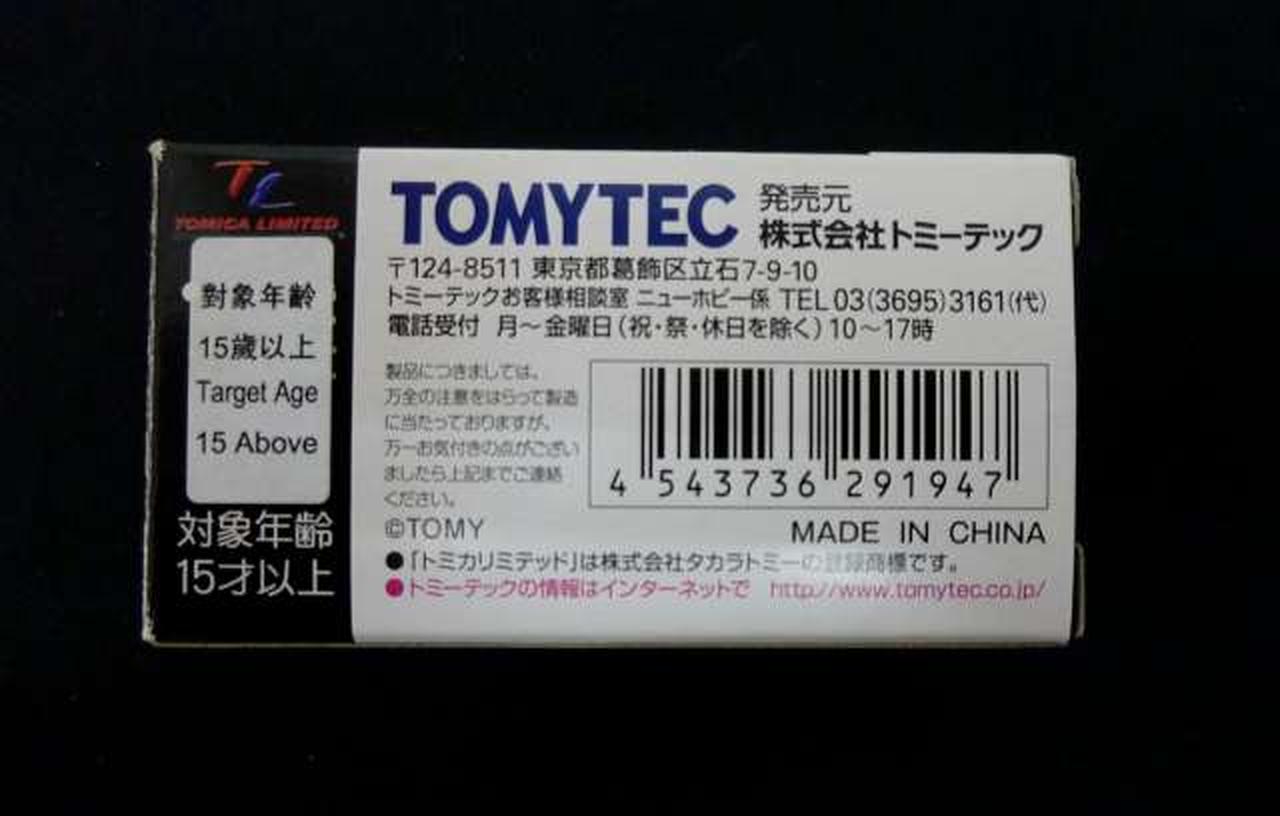 TL
TOMICA LIMITED
對象年齡
15歲以上
Target Age
15 Above
対象年齢
15才以上
TOMYTEC
発売元
株式会社トミーテック
〒124-8511 東京都葛飾区立石7-9-10
トミーテックお客様相談室 ニューホビー係 TEL 03(3695)3161(代)
電話受付 月～金曜日(祝・祭・休日を除く)10～17時
製品につきましては、
万全の注意をはらって製造
に当たっておりますが、
万一お気付きの点がござい
ましたら上記までご連絡
ください。
4 543736 291947
©TOMY
MADE IN CHINA
●「トミカリミテッド」は株式会社タカラトミーの登録商標です。
●トミーテックの情報はインターネットで http://www.tomytec.co.jp/